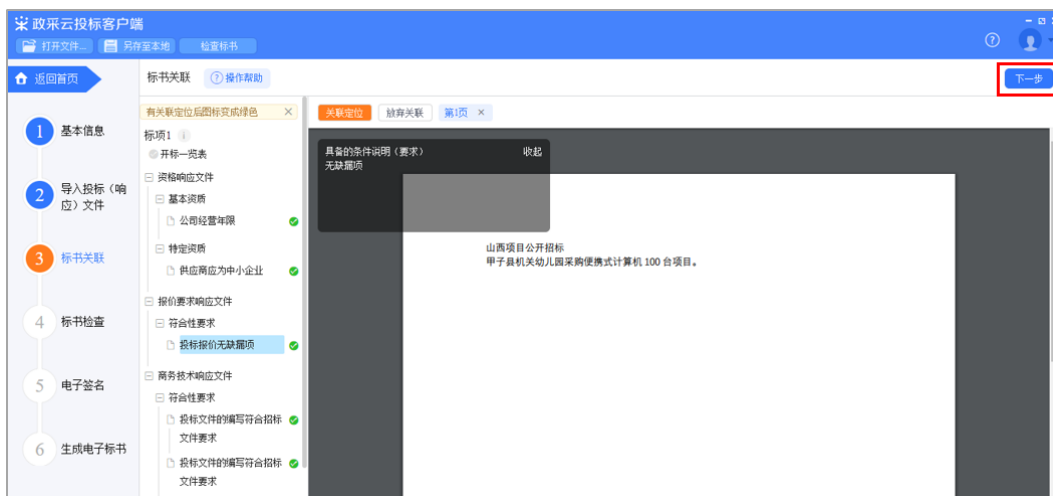 政采云投标客户端
打开文件... 另存至本地 检查标书
返回首页
标书关联 操作帮助
下一步
1 基本信息
2 导入投标（响
应）文件
3 标书关联
4 标书检查
5 电子签名
6 生成电子标书
有关联定位后图标变成绿色
标项1
开标一览表
资格响应文件
基本资质
公司经营年限
特定资质
供应商应为中小企业
报价要求响应文件
符合性要求
投标报价无缺漏项
商务技术响应文件
符合性要求
投标文件的编写符合招标
文件要求
投标文件的编写符合招标
文件要求
关联定位 放弃关联 第1页
具备的条件说明（要求） 收起
无缺漏项
山西项目公开招标
甲子县机关幼儿园采购便携式计算机 100 台项目。